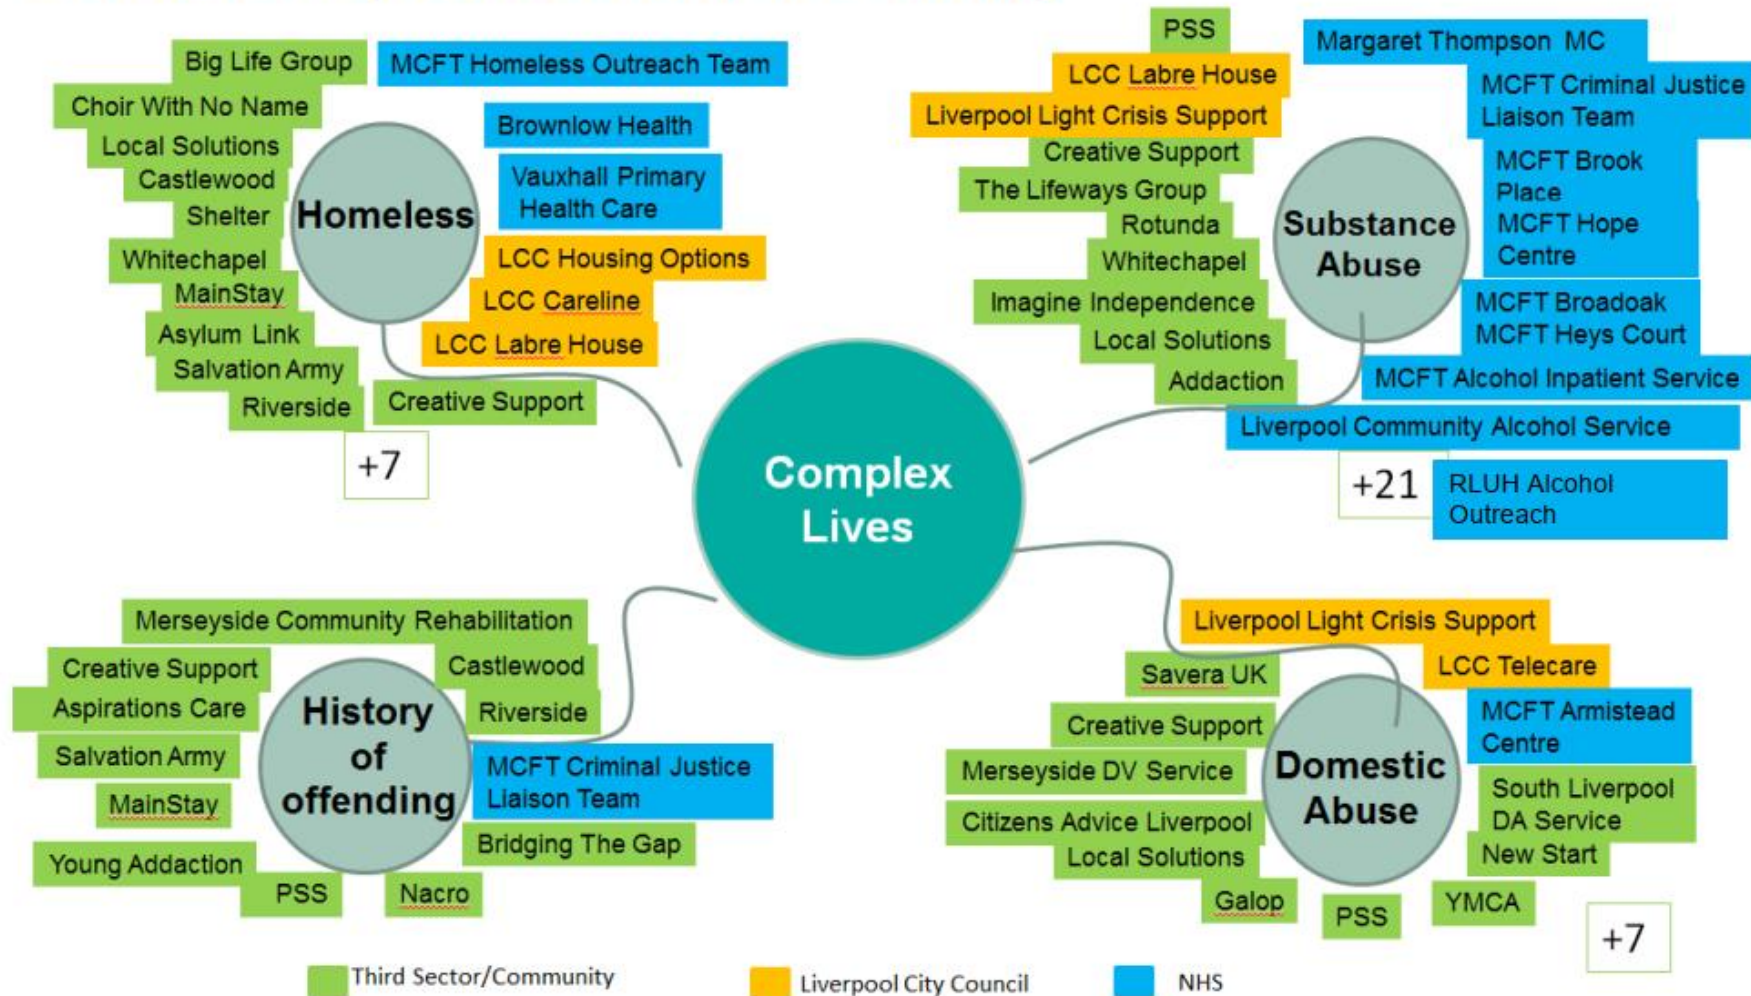 Big Life Group
MCFT Homeless Outreach Team
Choir With No Name
Brownlow Health
Local Solutions
Castlewood
Vauxhall Primary
Health Care
Shelter
Homeless
Whitechapel
LCC Housing Options
MainStay
LCC Careline
Asylum Link
LCC Labre House
Salvation Army
Riverside
Creative Support
+7
PSS
Margaret Thompson MC
LCC Labre House
MCFT Criminal Justice
Liaison Team
Liverpool Light Crisis Support
Creative Support
MCFT Brook
Place
The Lifeways Group
Rotunda
MCFT Hope
Centre
Substance
Abuse
Whitechapel
Imagine Independence
MCFT Broadoak
MCFT Heys Court
Local Solutions
Addaction
MCFT Alcohol Inpatient Service
Liverpool Community Alcohol Service
+21
RLUH Alcohol
Outreach
Complex
Lives
Merseyside Community Rehabilitation
Creative Support
Castlewood
Aspirations Care
Riverside
History
of
offending
Salvation Army
MCFT Criminal Justice
Liaison Team
MainStay
Bridging The Gap
Young Addaction
PSS
Nacro
Liverpool Light Crisis Support
Savera UK
LCC Telecare
Creative Support
MCFT Armistead
Centre
Merseyside DV Service
Domestic
Abuse
South Liverpool
DA Service
Citizens Advice Liverpool
Local Solutions
New Start
Galop
PSS
YMCA
+7
Third Sector/Community
Liverpool City Council
NHS